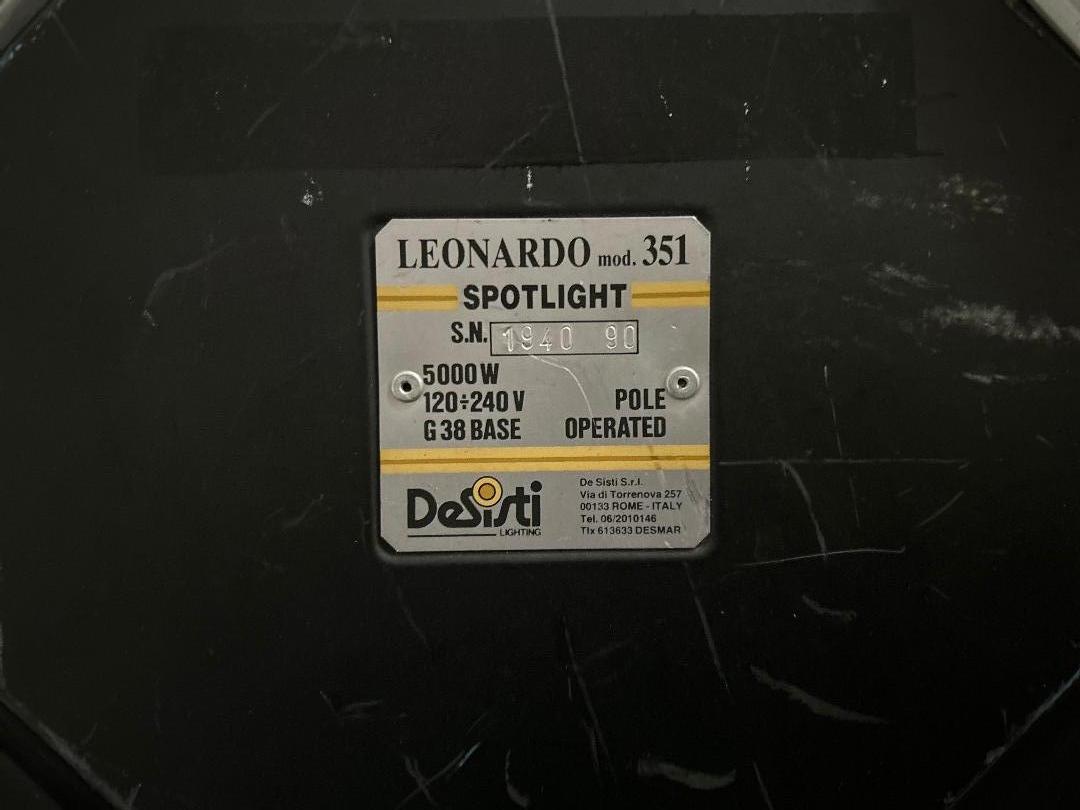 LEONARDO mod. 351
SPOTLIGHT
S.N. 1940 90
5000 W
120÷240 V POLE
G 38 BASE OPERATED
DeSisti
LIGHTING
De Sisti S.r.l.
Via di Torrenova 257
00133 ROME - ITALY
Tel. 06/2010146
Tlx 613633 DESMAR